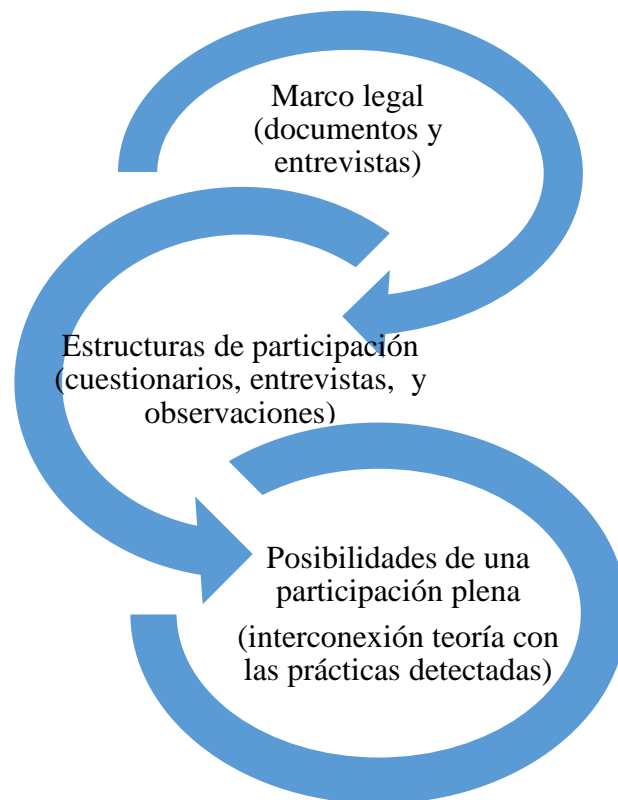 Marco legal
(documentos y
entrevistas)
Estructuras de participación
(cuestionarios, entrevistas, y
observaciones)
Posibilidades de una
participación plena
(interconexión teoría con
las prácticas detectadas)